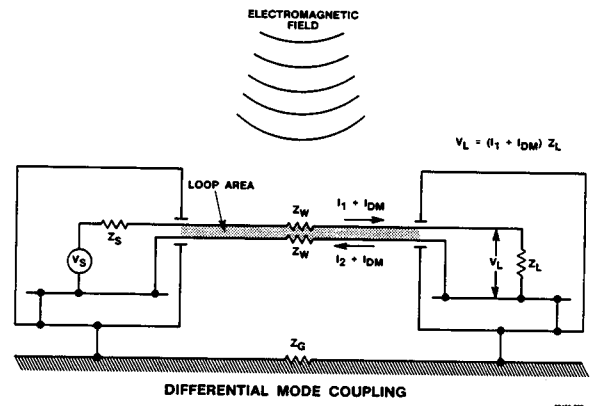 ELECTROMAGNETIC
FIELD
V_L = (I_1 + I_DM) Z_L
LOOP AREA
Z_W
I_1 + I_DM
Z_S
V_S
Z_W
I_2 + I_DM
V_L
Z_L
Z_G
DIFFERENTIAL MODE COUPLING